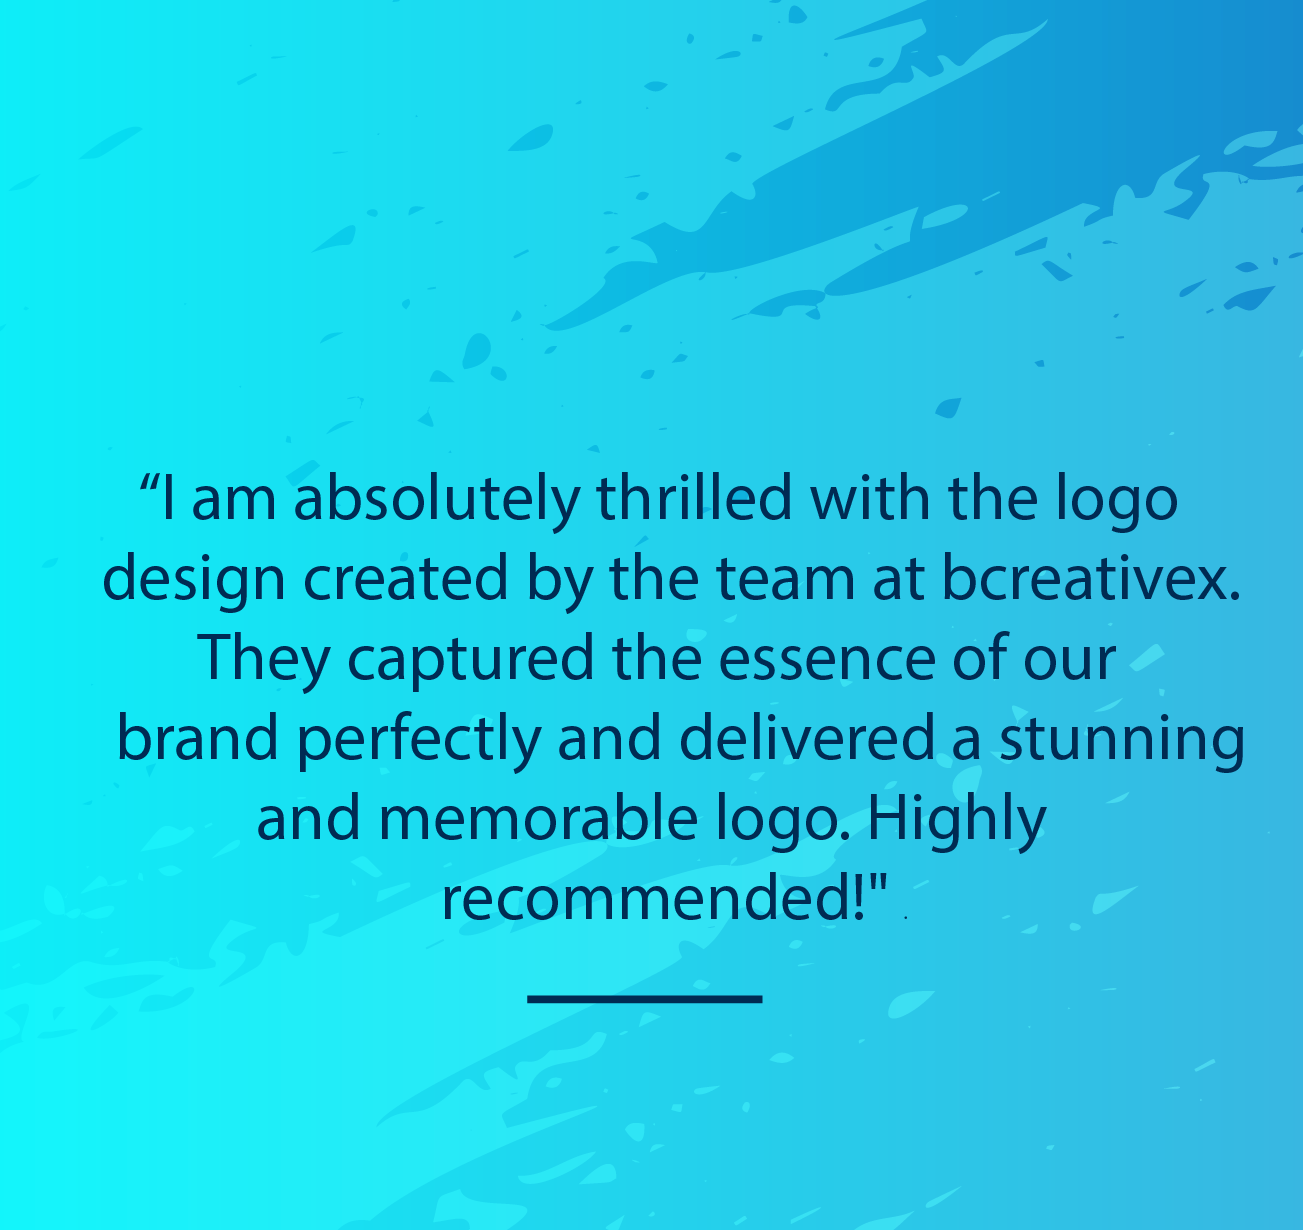 “I am absolutely thrilled with the logo
design created by the team at bcreativex.
They captured the essence of our
brand perfectly and delivered a stunning
and memorable logo. Highly
recommended!" .